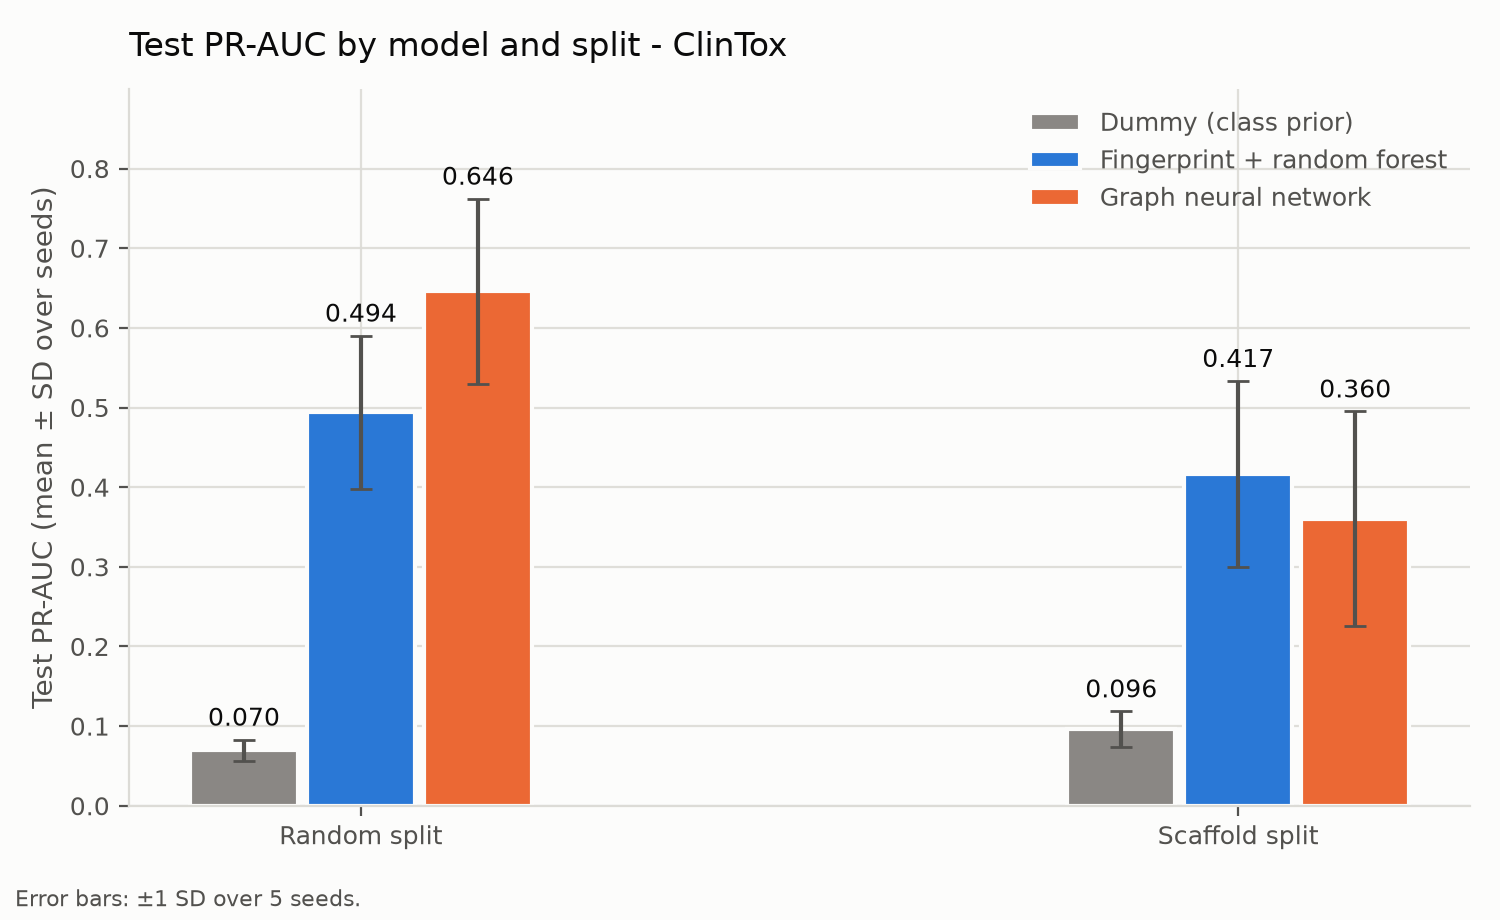 Test PR-AUC by model and split - ClinTox
Dummy (class prior)
Fingerprint + random forest
Graph neural network
Test PR-AUC (mean ± SD over seeds)
0.8
0.7
0.6
0.5
0.4
0.3
0.2
0.1
0.0
0.070
0.494
0.646
0.096
0.417
0.360
Random split
Scaffold split
Error bars: ±1 SD over 5 seeds.